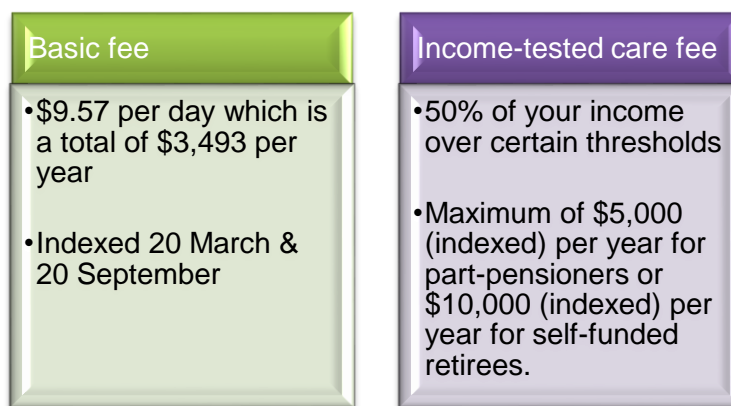 Basic fee
•$9.57 per day which is
a total of $3,493 per
year
•Indexed 20 March &
20 September
Income-tested care fee
•50% of your income
over certain thresholds
•Maximum of $5,000
(indexed) per year for
part-pensioners or
$10,000 (indexed) per
year for self-funded
retirees.